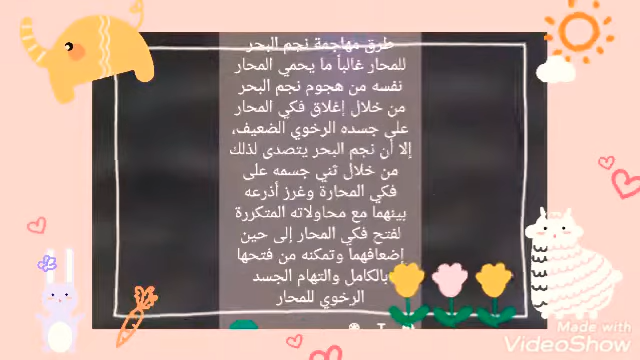 طرق مهاجمة نجم البحر
للمحار غالباً ما يحمي المحار
نفسه من هجوم نجم البحر
من خلال إغلاق فكي المحار
على جسده الرخوي الضعيف،
إلا أن نجم البحر يتصدى لذلك
من خلال ثني جسمه على
فكي المحارة وغرز أذرعه
بينهما مع محاولاته المتكررة
لفتح فكي المحار إلى حين
إضعافهما وتمكنه من فتحها
بالكامل والتهام الجسد
الرخوي للمحار
Made with
VideoShow